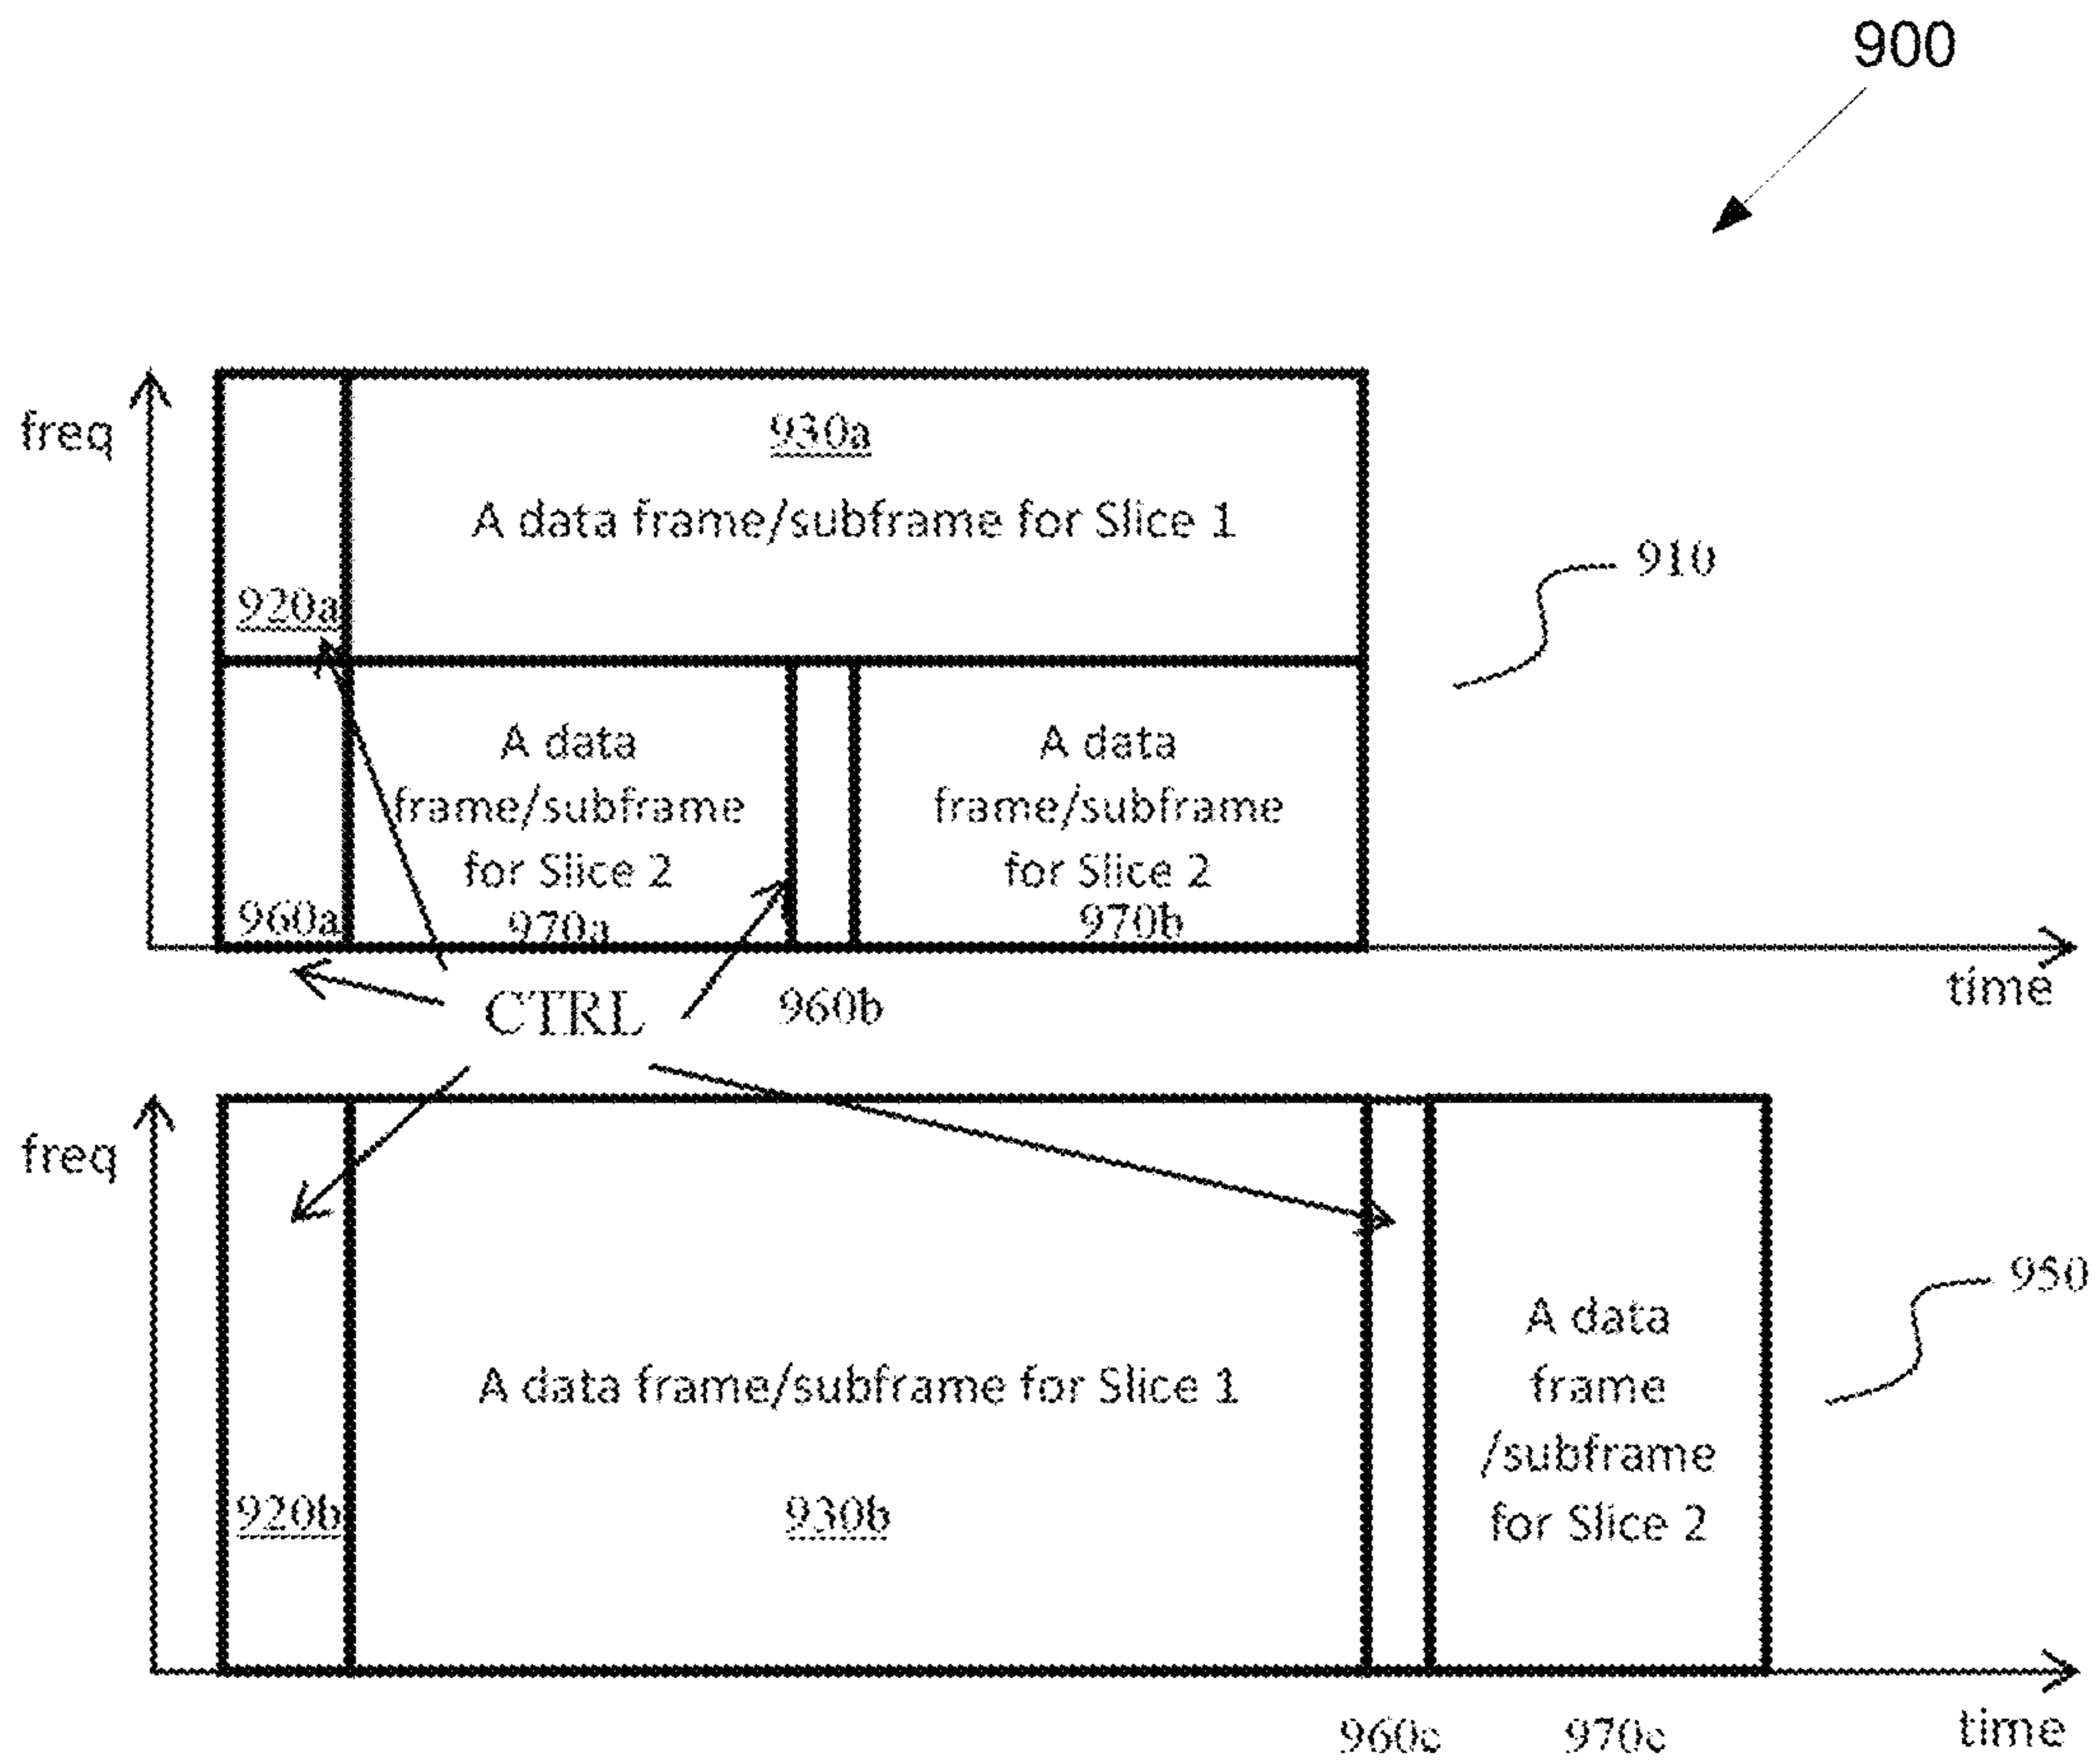 900
freq
930a
A data frame/subframe for Slice 1
910
920a
A data
frame/subframe
for Slice 2
970a
A data
frame/subframe
for Slice 2
970b
960a
time
CTRL
960b
freq
950
A data frame/subframe for Slice 1
930b
920b
A data
frame
/subframe
for Slice 2
960c
970c
time